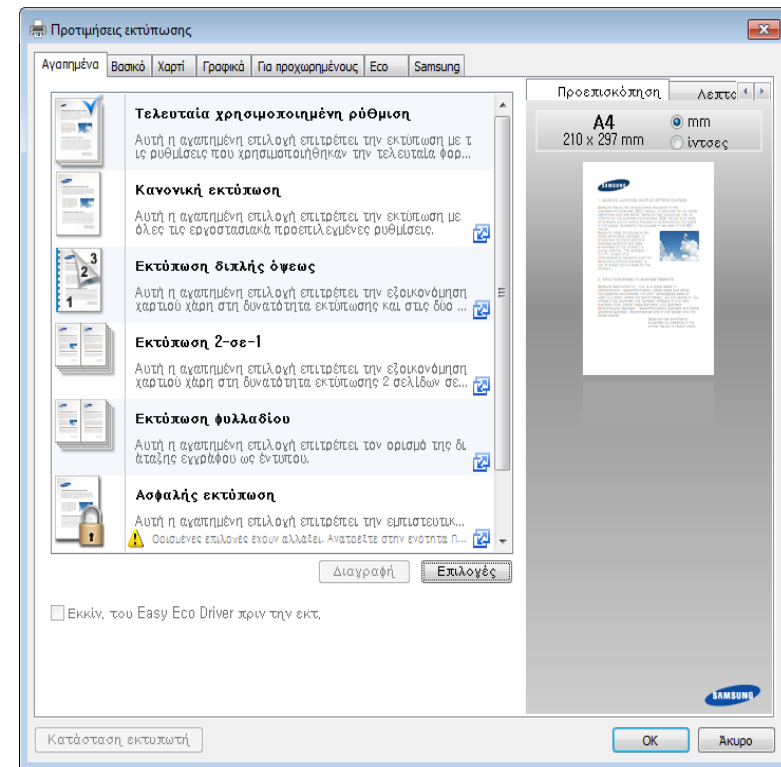 Προτιμήσεις εκτύπωσης
Αγαπημένα Βασικό Χαρτί Γραφικά Για προχωρημένους Eco Samsung
Τελευταία χρησιμοποιημένη ρύθμιση
Αυτή η αγαπημένη επιλογή επιτρέπει την εκτύπωση με τ
ις ρυθμίσεις που χρησιμοποιήθηκαν την τελευταία φορ...
Κανονική εκτύπωση
Αυτή η αγαπημένη επιλογή επιτρέπει την εκτύπωση με
όλες τις εργοστασιακά προεπιλεγμένες ρυθμίσεις.
3
2
1
Εκτύπωση διπλής όψεως
Αυτή η αγαπημένη επιλογή επιτρέπει την εξοικονόμηση
χαρτιού χάρη στη δυνατότητα εκτύπωσης και στις δύο ...
Εκτύπωση 2-σε-1
Αυτή η αγαπημένη επιλογή επιτρέπει την εξοικονόμηση
χαρτιού χάρη στη δυνατότητα εκτύπωσης 2 σελίδων σε...
Εκτύπωση φυλλαδίου
Αυτή η αγαπημένη επιλογή επιτρέπει τον ορισμό της δι
άταξης εγγράφου ως έντυπου.
Ασφαλής εκτύπωση
Αυτή η αγαπημένη επιλογή επιτρέπει την εμπιστευτικ...
Ορισμένες επιλογές έχουν αλλάξει. Ανατρέξτε στην ενότητα Π...
Διαγραφή Επιλογές
Εκκίν. του Easy Eco Driver πριν την εκτ.
Προεπισκόπηση Λεπτο
A4
210 x 297 mm
mm
ίντσες
SAMSUNG
SAMSUNG
Κατάσταση εκτυπωτή OK Άκυρο